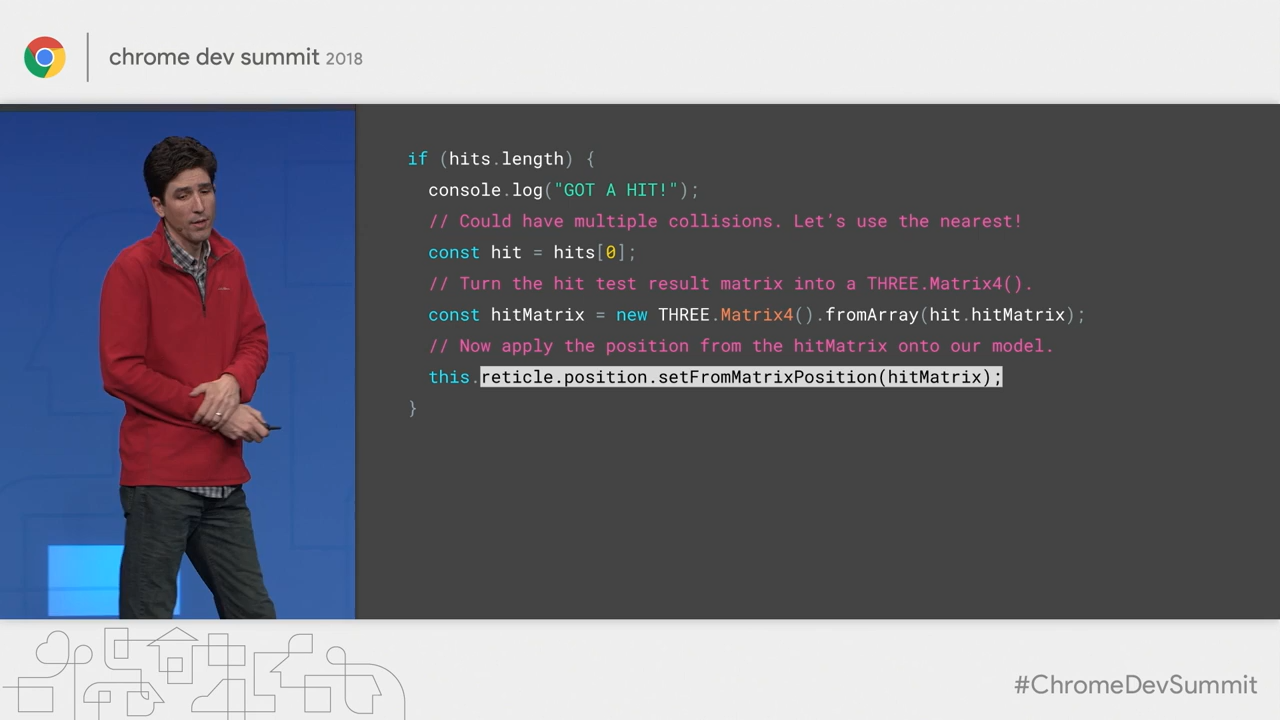 chrome dev summit 2018
if (hits.length) {
console.log("GOT A HIT!");
// Could have multiple collisions. Let’s use the nearest!
const hit = hits[0];
// Turn the hit test result matrix into a THREE.Matrix4().
const hitMatrix = new THREE.Matrix4().fromArray(hit.hitMatrix);
// Now apply the position from the hitMatrix onto our model.
this.reticle.position.setFromMatrixPosition(hitMatrix);
}
#ChromeDevSummit